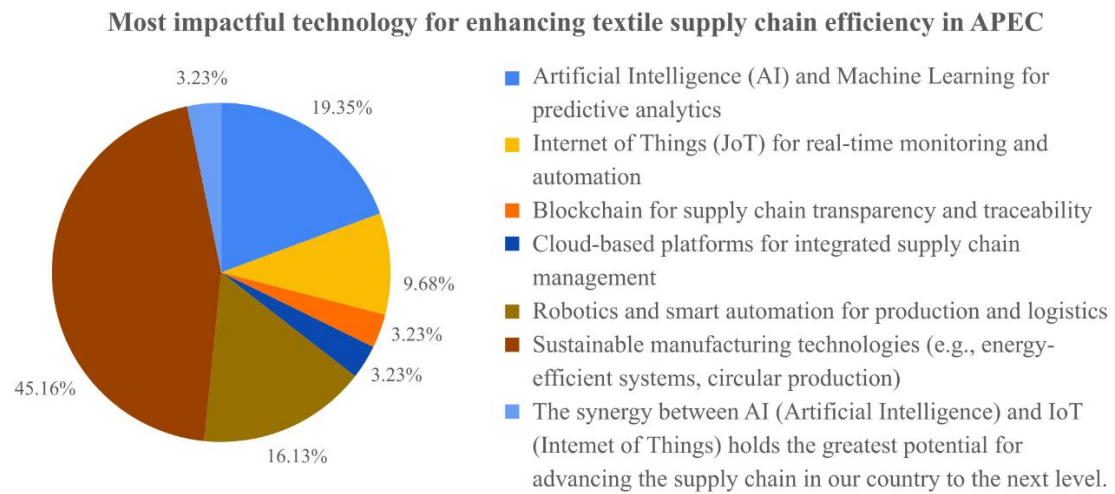 Most impactful technology for enhancing textile supply chain efficiency in APEC
3.23%
19.35%
9.68%
3.23%
3.23%
16.13%
45.16%
Artificial Intelligence (AI) and Machine Learning for
predictive analytics
Internet of Things (JoT) for real-time monitoring and
automation
Blockchain for supply chain transparency and traceability
Cloud-based platforms for integrated supply chain
management
Robotics and smart automation for production and logistics
Sustainable manufacturing technologies (e.g., energy-
efficient systems, circular production)
The synergy between AI (Artificial Intelligence) and IoT
(Intemet of Things) holds the greatest potential for
advancing the supply chain in our country to the next level.